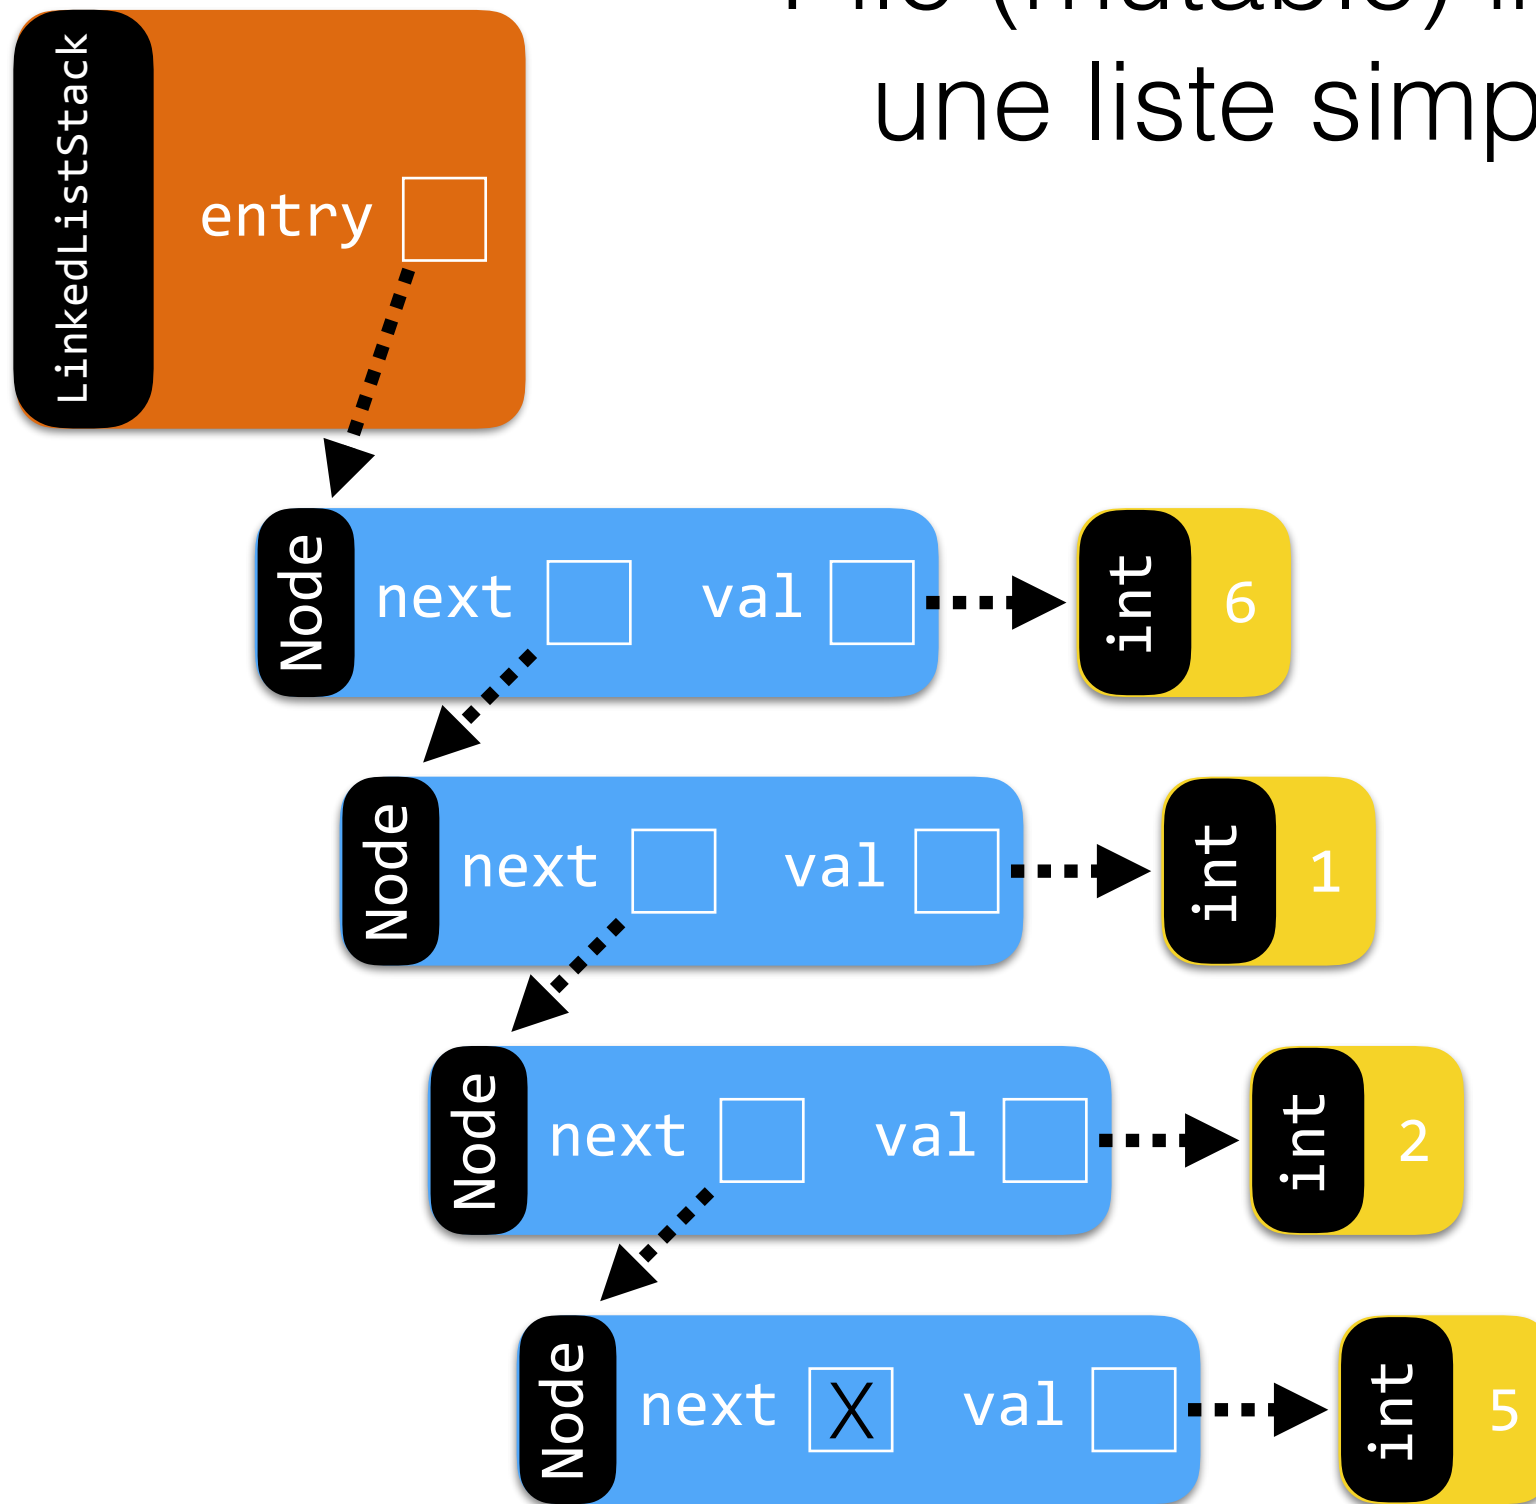 (mutable)
une liste
LinkedListStack
entry
Node next val int 6
Node next val int 1
Node next val int 2
Node next X val int 5